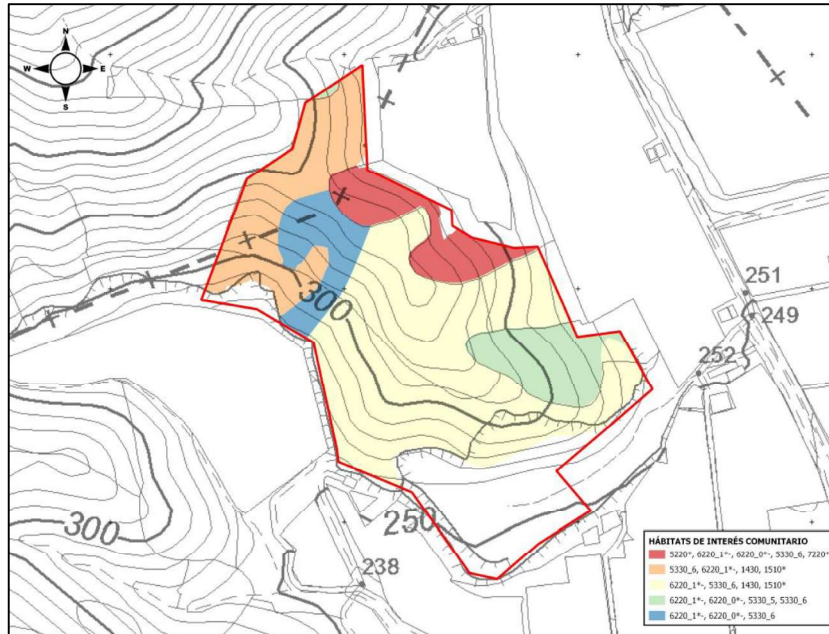 N
W E
S
300
251
249
252
300
250
238
HÁBITATS DE INTERÉS COMUNITARIO
5220*, 6220_1*-, 6220_0*-, 5330_6, 7220*
5330_6, 6220_1*-, 1430, 1510*
6220_1*-, 5330_6, 1430, 1510*
6220_1*-, 6220_0*-, 5330_5, 5330_6
6220_1*-, 6220_0*-, 5330_6